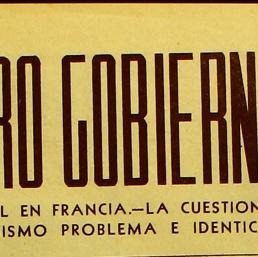 RO GOBIERN
L EN FRANCIA.—LA CUESTION
ISMO PROBLEMA E IDENTIC